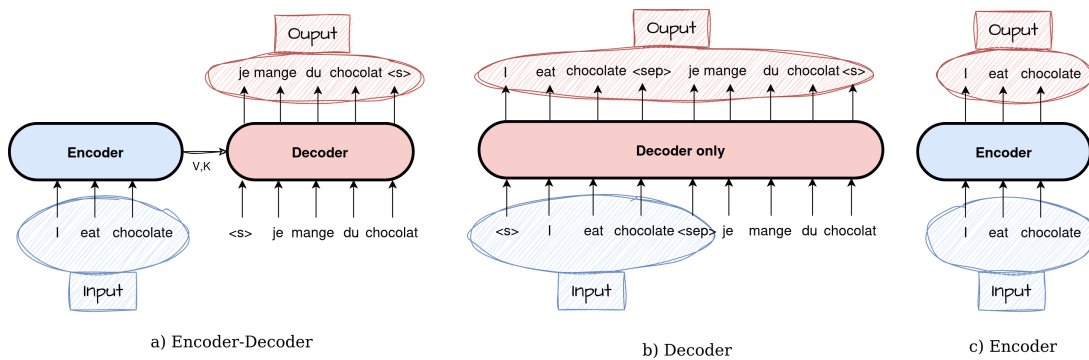 Ouput
je mange du chocolat <s>
Encoder
V,K
Decoder
I eat chocolate
<s> je mange du chocolat
Input
a) Encoder-Decoder
Ouput
I eat chocolate <sep> je mange du chocolat <s>
Decoder only
<s> I eat chocolate <sep> je mange du chocolat
Input
b) Decoder
Ouput
I eat chocolate
Encoder
I eat chocolate
Input
c) Encoder